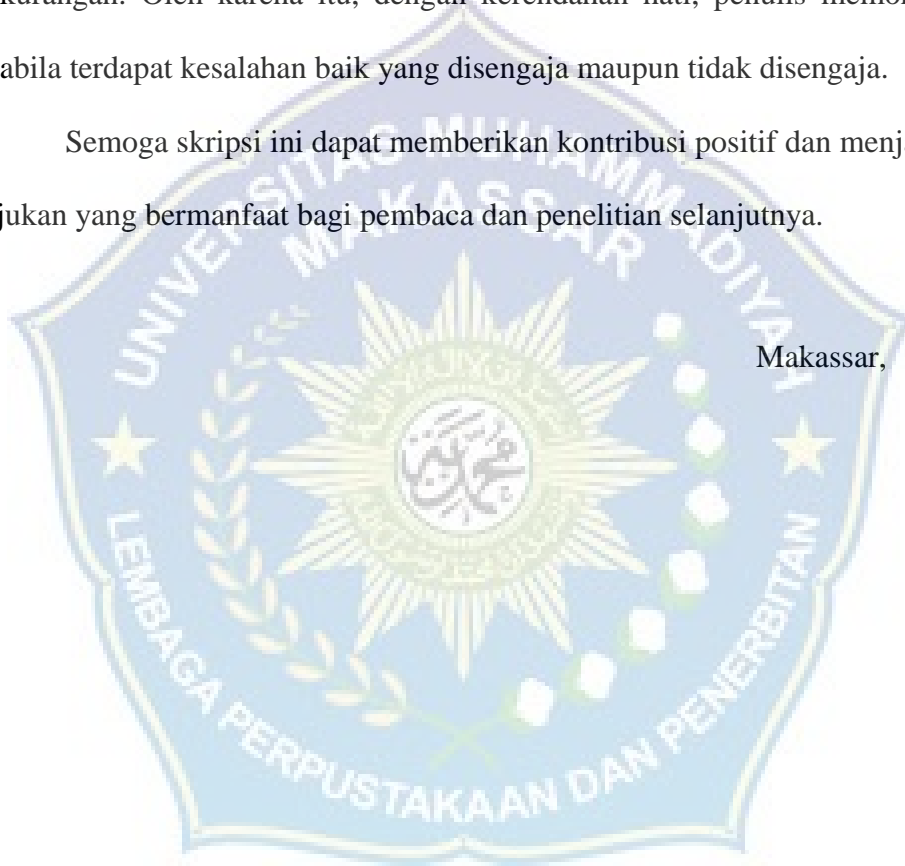 kurangan. Oleh karena itu, dengan kerendahan hati, penulis memo
abila terdapat kesalahan baik yang disengaja maupun tidak disengaja.
Semoga skripsi ini dapat memberikan kontribusi positif dan menj
jukan yang bermanfaat bagi pembaca dan penelitian selanjutnya.
Makassar,
UNIVERSITAS MUHAMMADIYAH
MAKASSAR
LEMBAGA PERPUSTAKAAN DAN PENERBITAN
محمد